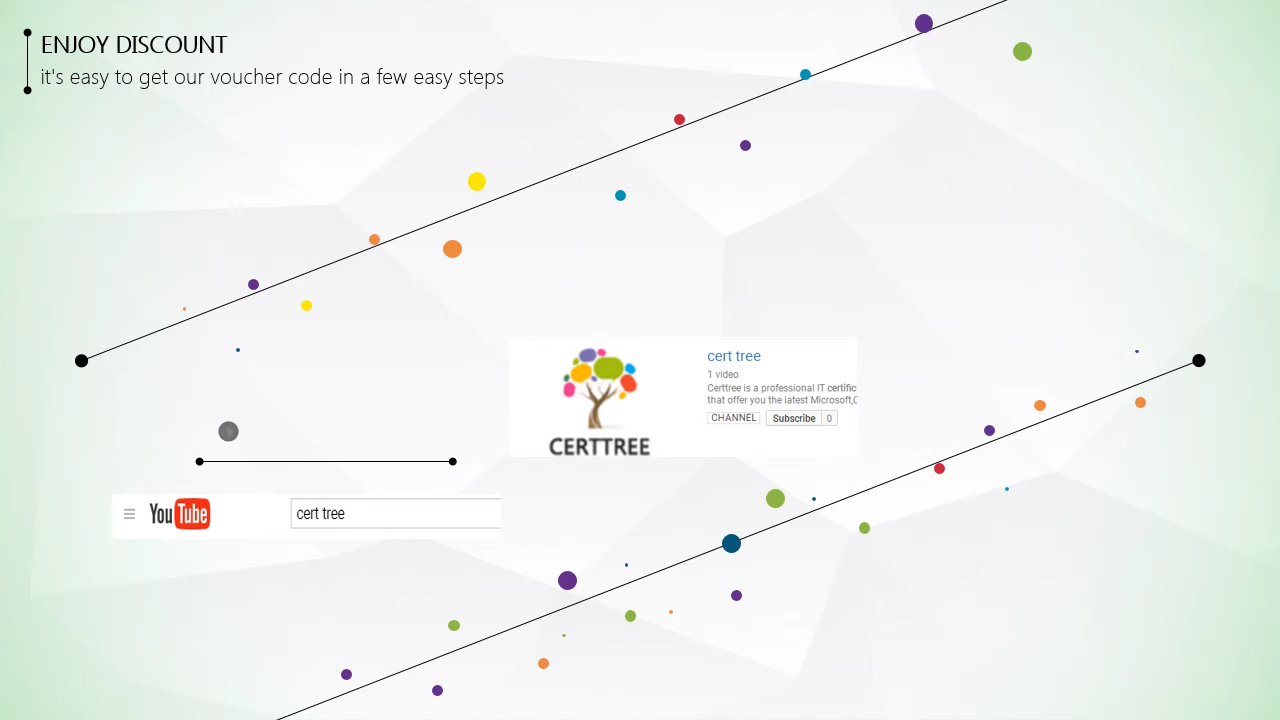 ENJOY DISCOUNT
it's easy to get our voucher code in a few easy steps
cert tree
1 video
Certtree is a professional IT certific
that offer you the latest Microsoft,C
CHANNEL Subscribe 0
CERTTREE
YouTube cert tree